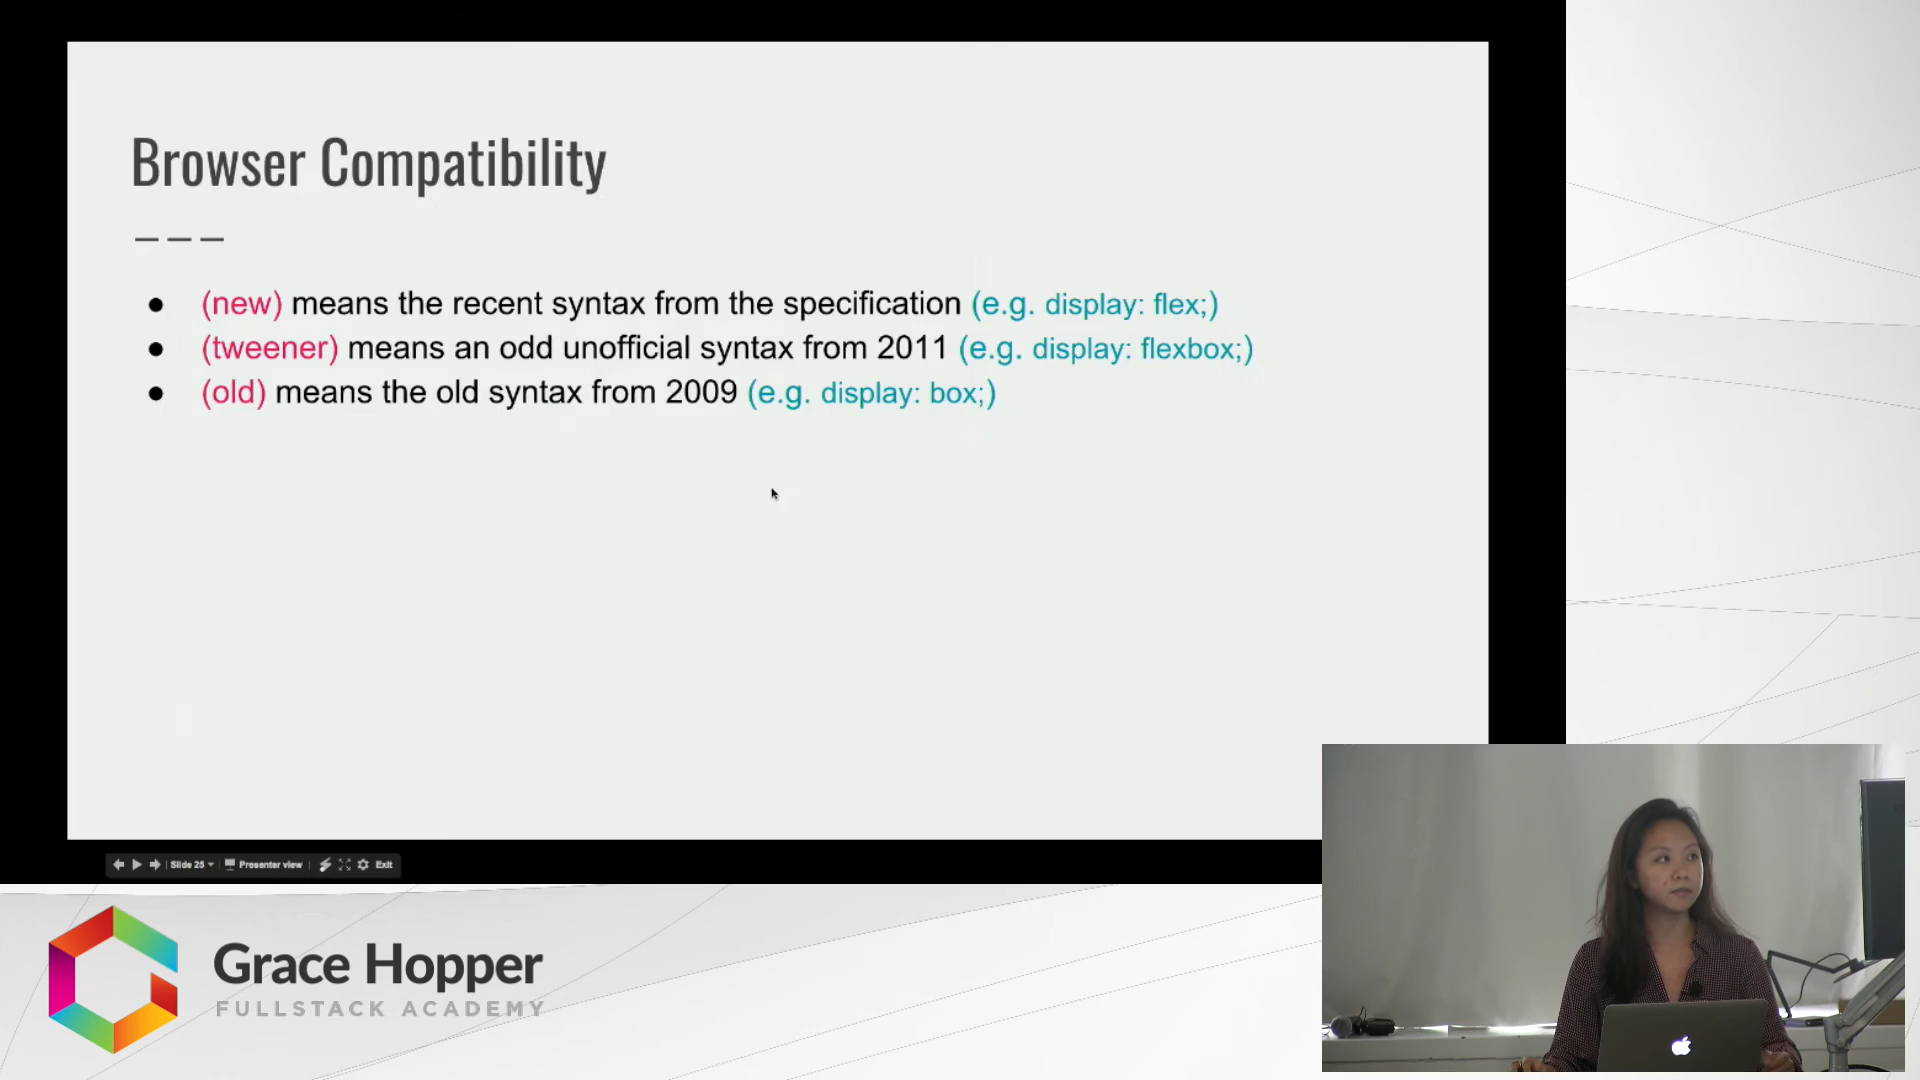 Browser Compatibility
● (new) means the recent syntax from the specification (e.g. display: flex;)
● (tweener) means an odd unofficial syntax from 2011 (e.g. display: flexbox;)
● (old) means the old syntax from 2009 (e.g. display: box;)
Slide 25 Presenter view Exit
Grace Hopper
FULLSTACK ACADEMY